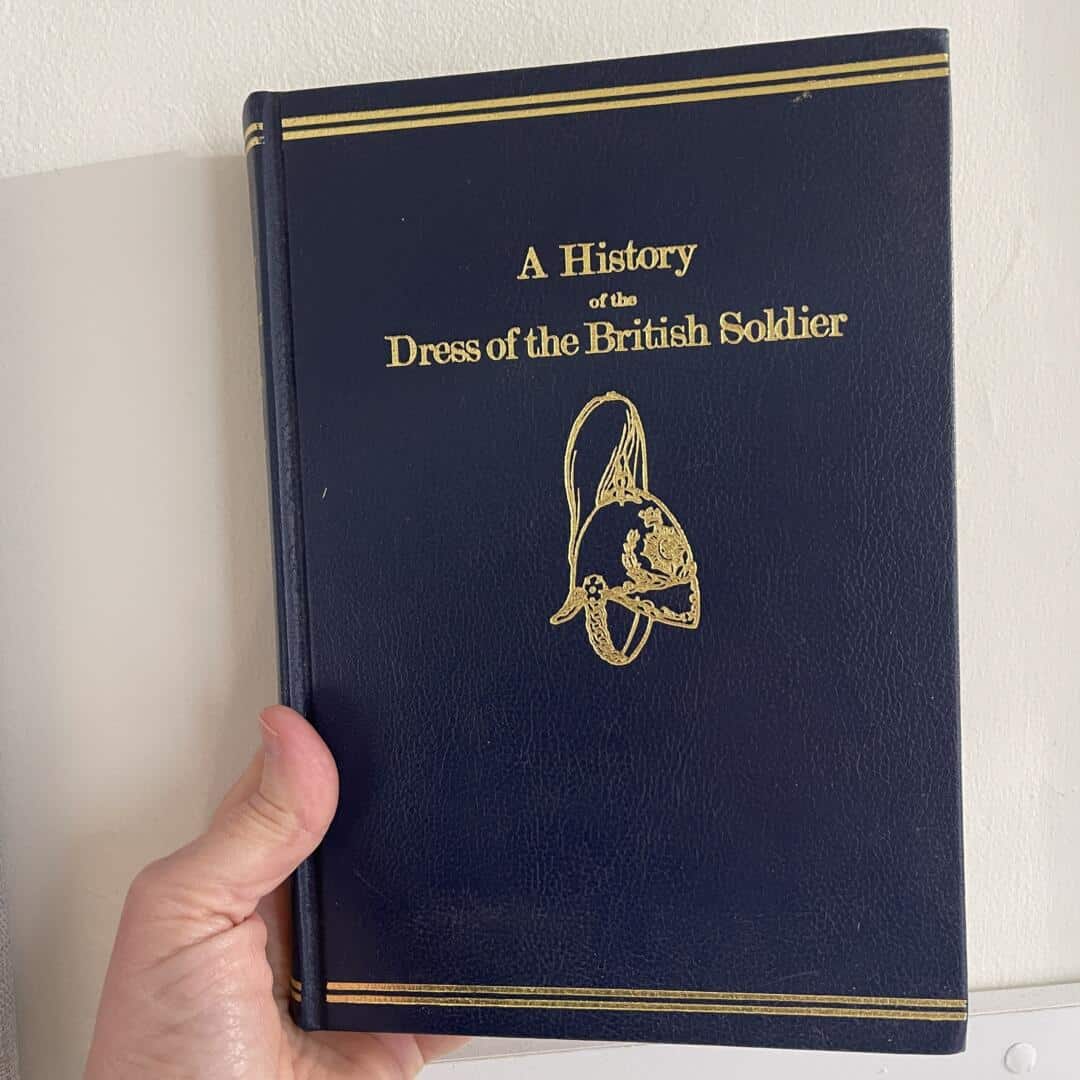 A History
of the
Dress of the British Soldier